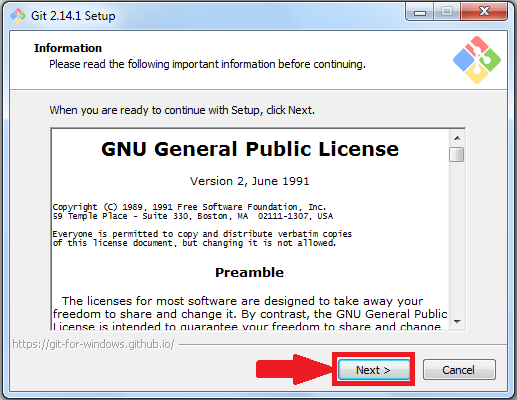 Git 2.14.1 Setup
Information
Please read the following important information before continuing.
When you are ready to continue with Setup, click Next.
GNU General Public License
Version 2, June 1991
Copyright (C) 1989, 1991 Free Software Foundation, Inc.
59 Temple Place - Suite 330, Boston, MA  02111-1307, USA
Everyone is permitted to copy and distribute verbatim copies
of this license document, but changing it is not allowed.
Preamble
The licenses for most software are designed to take away your
freedom to share and change it. By contrast, the GNU General Public
License is intended to guarantee your freedom to share and change
https://git-for-windows.github.io/
Next >
Cancel